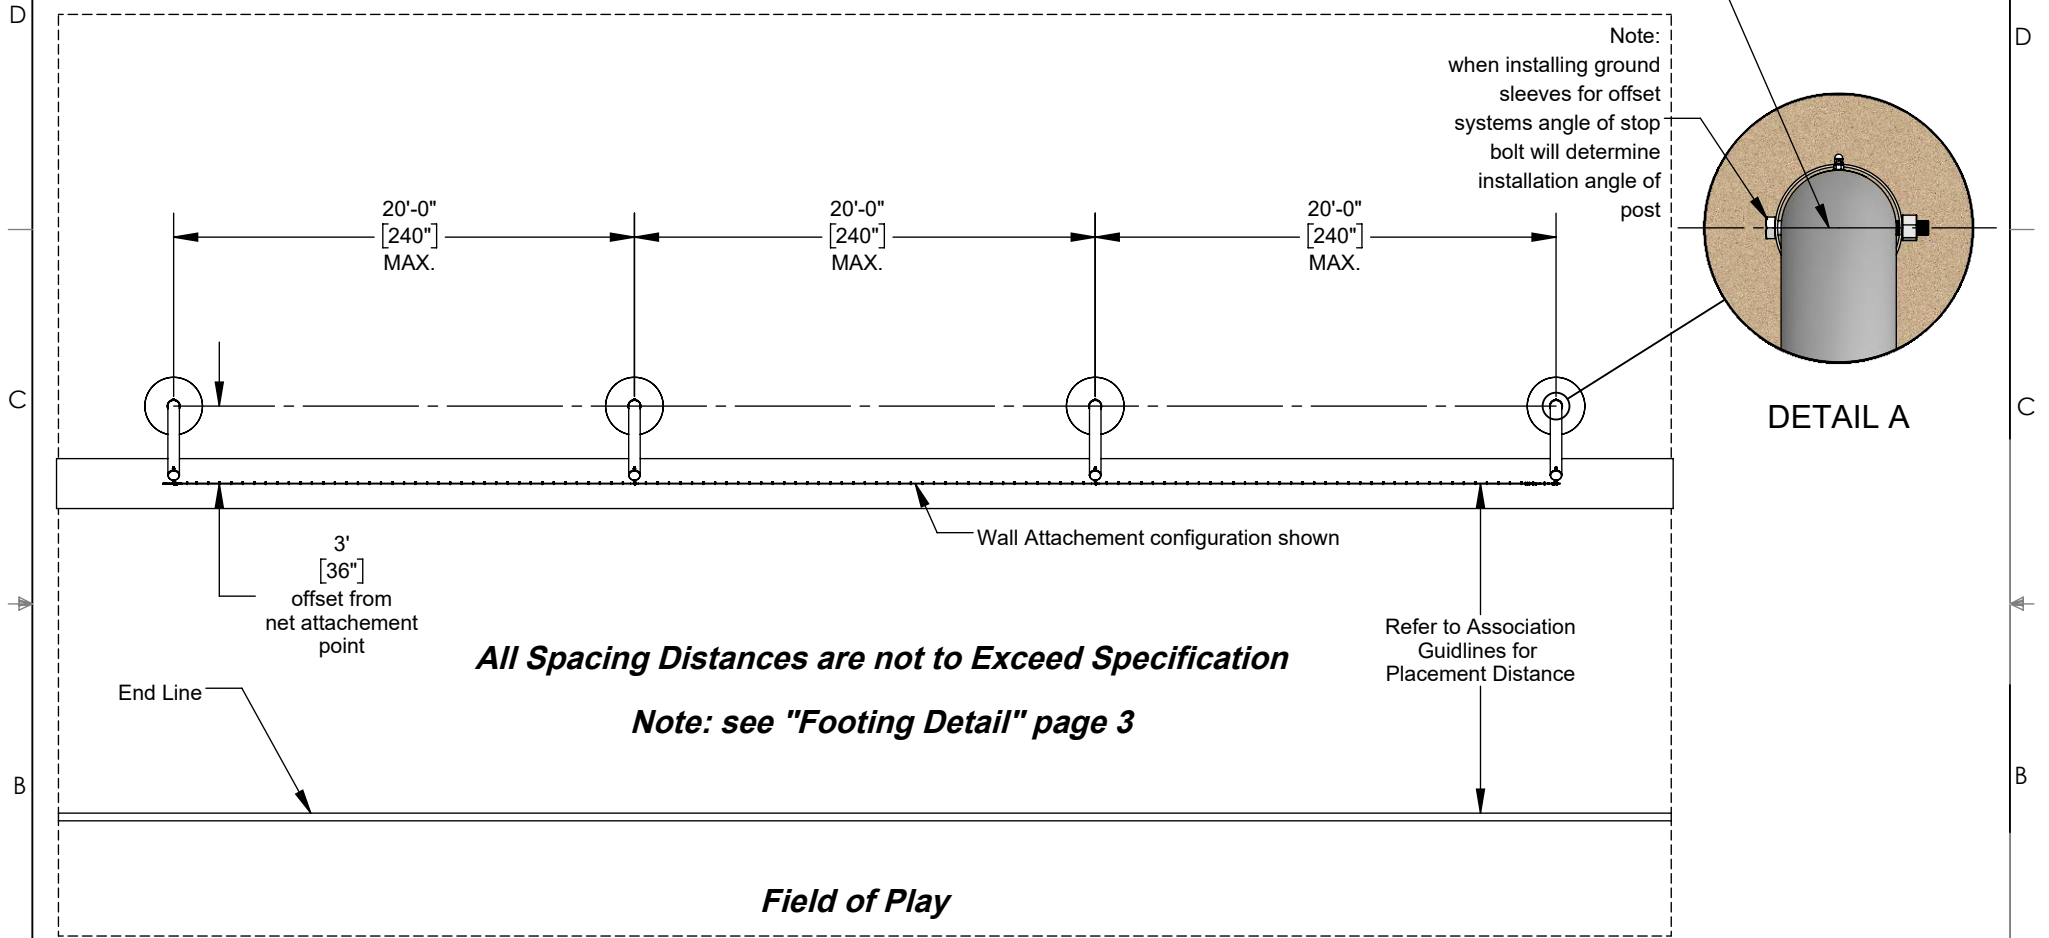 D
D
Note:
when installing ground
sleeves for offset
systems angle of stop
bolt will determine
installation angle of
post
20'-0"
[240"]
MAX.
20'-0"
[240"]
MAX.
20'-0"
[240"]
MAX.
C
C
DETAIL A
Wall Attachement configuration shown
3'
[36"]
offset from
net attachement
point
Refer to Association
Guidlines for
Placement Distance
All Spacing Distances are not to Exceed Specification
End Line
Note: see "Footing Detail" page 3
B
B
Field of Play